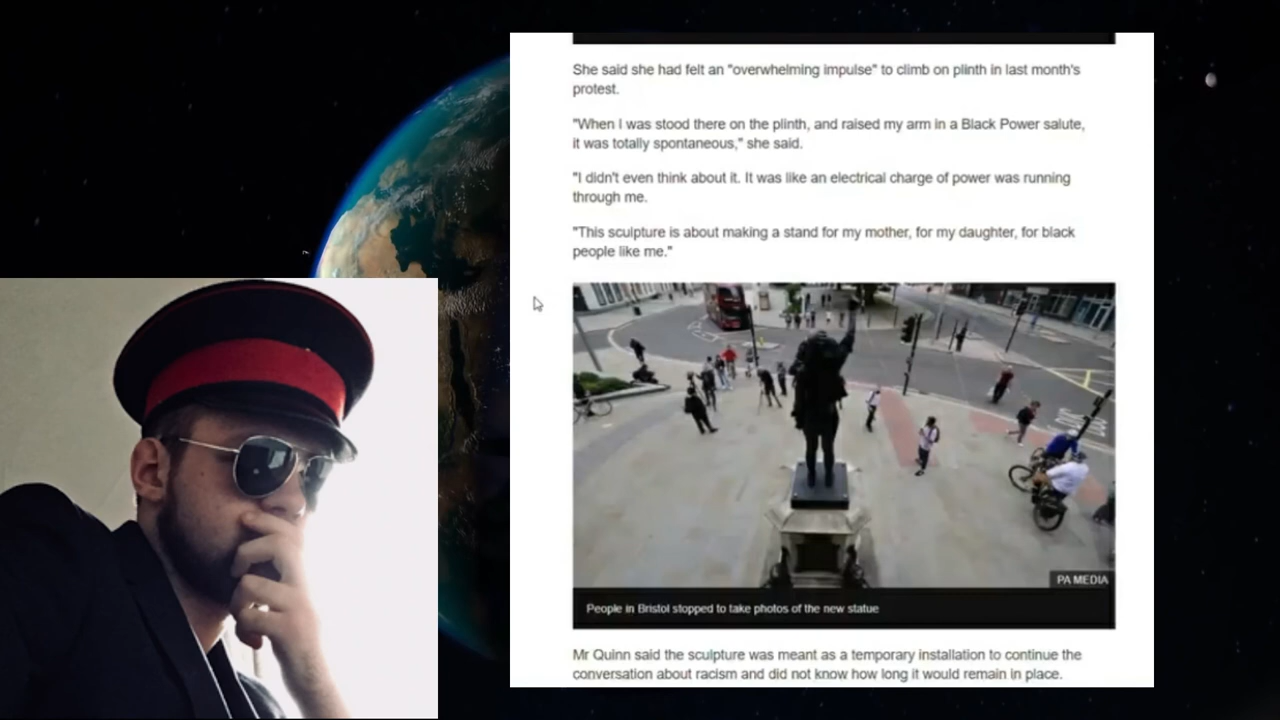 She said she had felt an "overwhelming impulse" to climb on plinth in last month's
protest.
"When I was stood there on the plinth, and raised my arm in a Black Power salute,
it was totally spontaneous," she said.
"I didn't even think about it. It was like an electrical charge of power was running
through me.
"This sculpture is about making a stand for my mother, for my daughter, for black
people like me."
PA MEDIA
People in Bristol stopped to take photos of the new statue
Mr Quinn said the sculpture was meant as a temporary installation to continue the
conversation about racism and did not know how long it would remain in place.